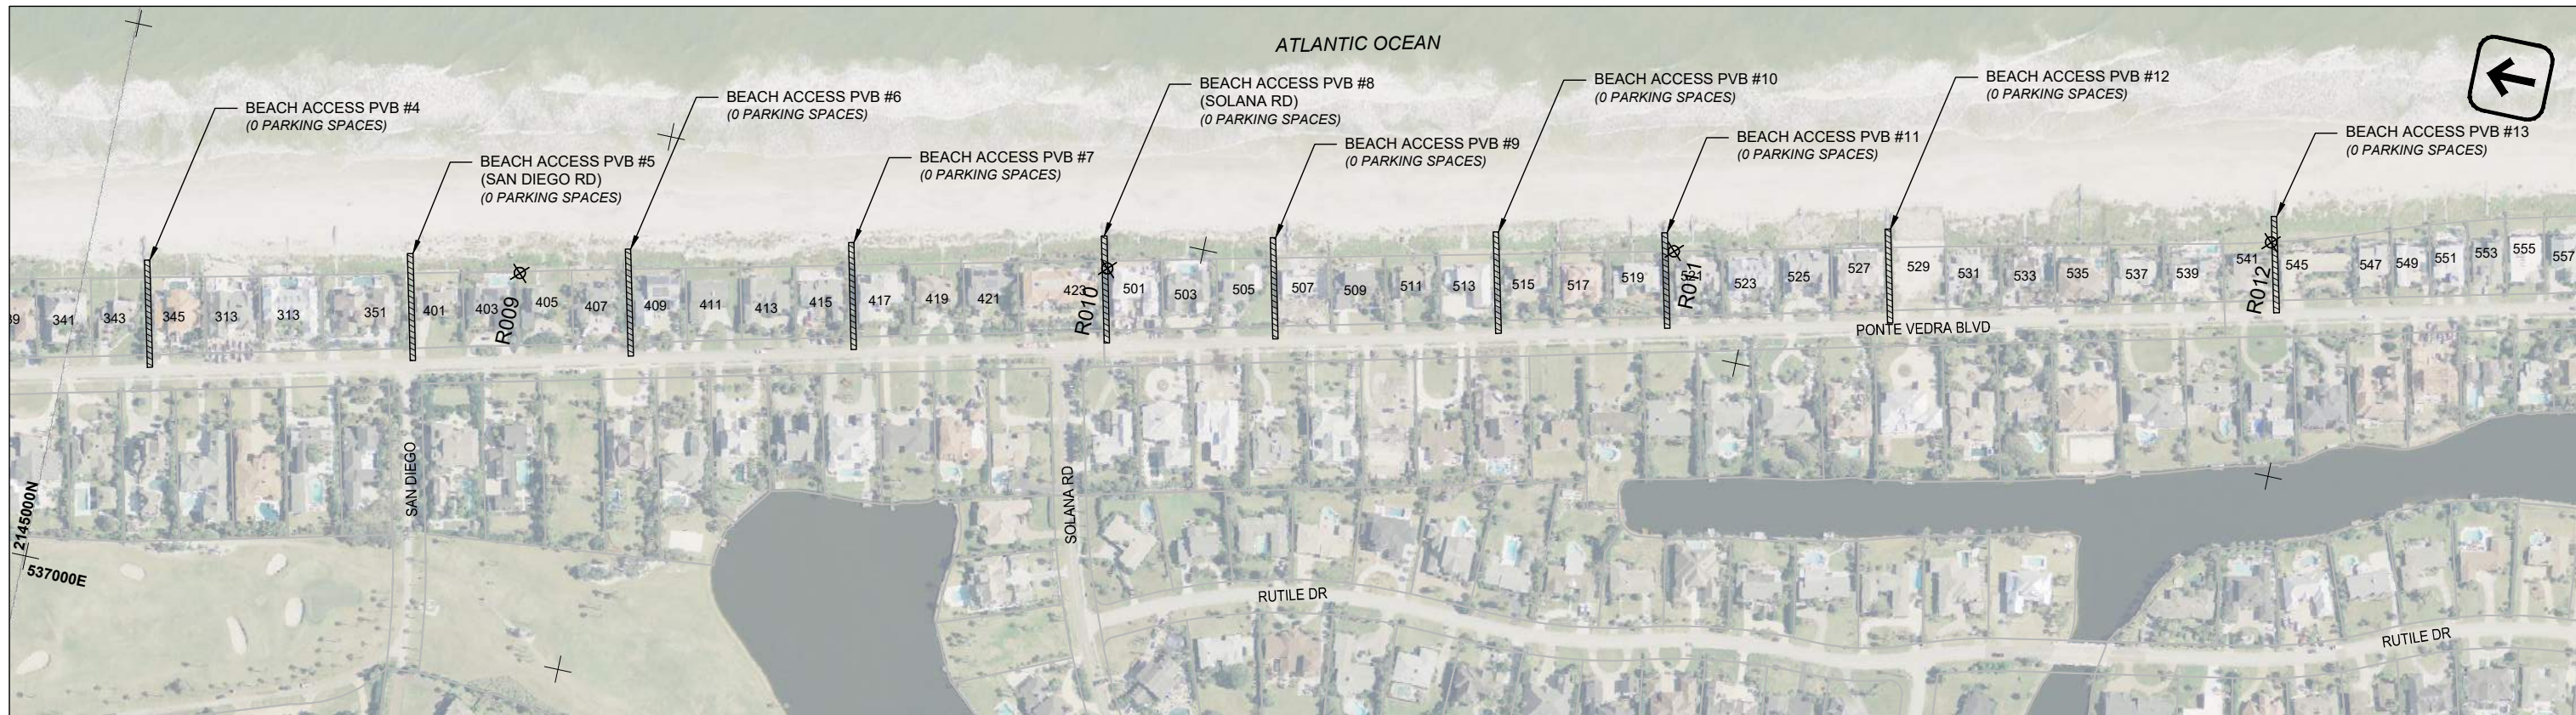 ATLANTIC OCEAN
BEACH ACCESS PVB #4
(0 PARKING SPACES)
BEACH ACCESS PVB #5
(SAN DIEGO RD)
(0 PARKING SPACES)
BEACH ACCESS PVB #6
(0 PARKING SPACES)
BEACH ACCESS PVB #7
(0 PARKING SPACES)
BEACH ACCESS PVB #8
(SOLANA RD)
(0 PARKING SPACES)
BEACH ACCESS PVB #9
(0 PARKING SPACES)
BEACH ACCESS PVB #10
(0 PARKING SPACES)
BEACH ACCESS PVB #11
(0 PARKING SPACES)
BEACH ACCESS PVB #12
(0 PARKING SPACES)
BEACH ACCESS PVB #13
(0 PARKING SPACES)
341
343
345
313
313
351
401
403
R009
405
407
409
411
413
415
417
419
421
423
R010
501
503
505
507
509
511
513
515
517
519
521
R011
523
525
527
529
531
533
535
537
539
541
R012
545
547
549
551
553
555
557
PONTE VEDRA BLVD
SAN DIEGO
SOLANA RD
RUTILE DR
RUTILE DR
2145000N
537000E